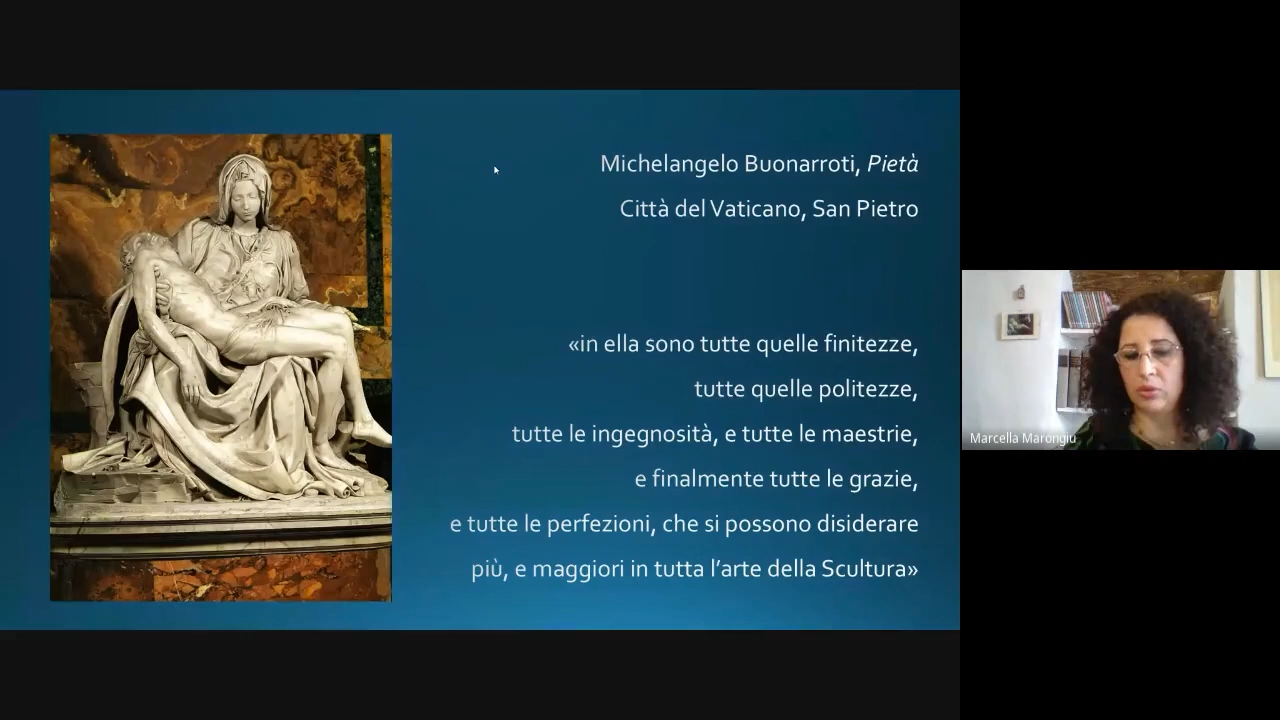 Michelangelo Buonarroti, Pietà
Città del Vaticano, San Pietro
«in ella sono tutte quelle finitezze,
tutte quelle politezze,
tutte le ingegnosità, e tutte le maestrie,
e finalmente tutte le grazie,
e tutte le perfezioni, che si possono disiderare
più, e maggiori in tutta l’arte della Scultura»
Marcella Marongiu